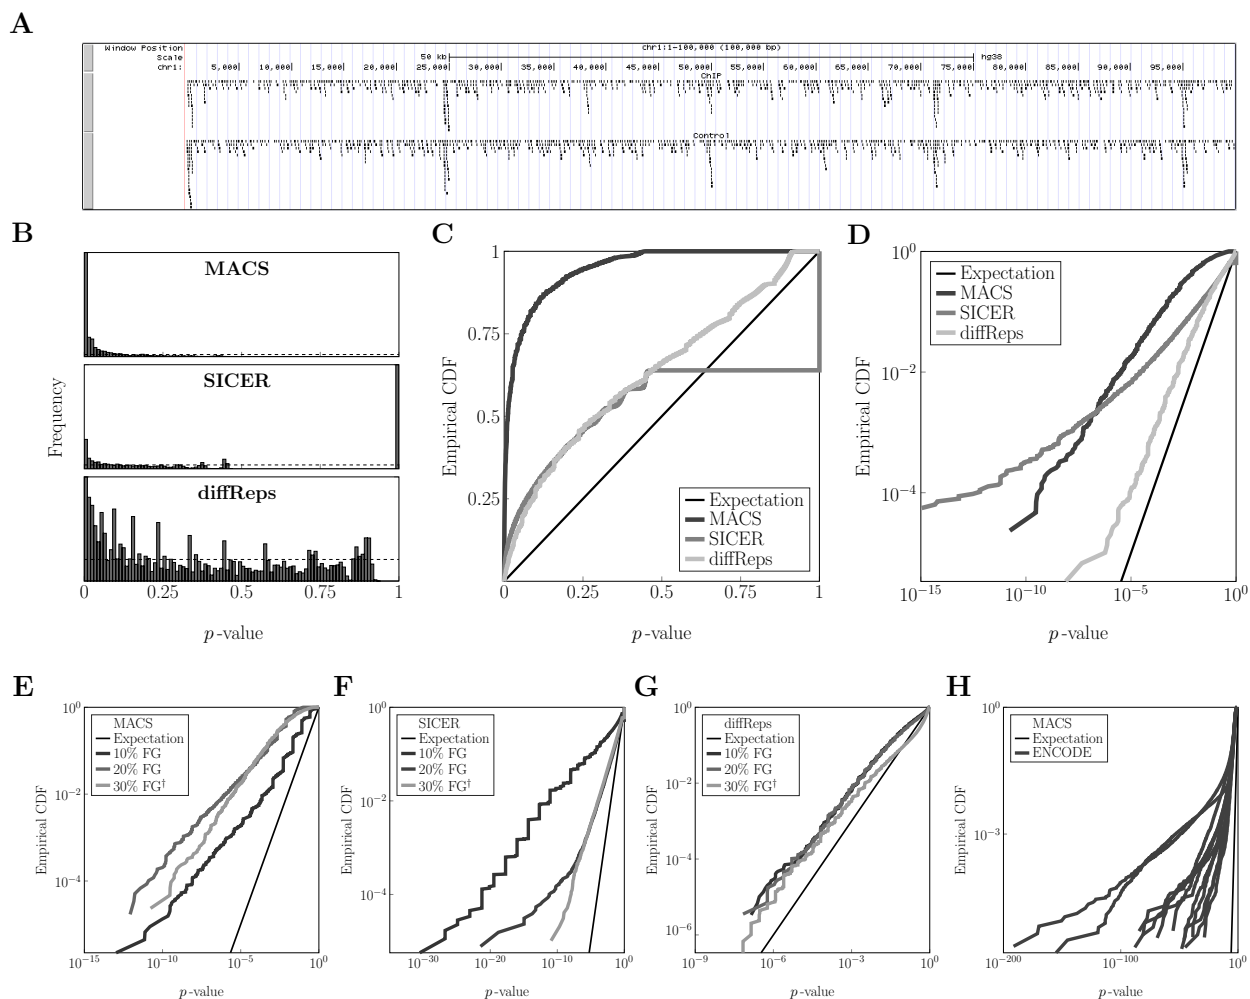 A
Window Position
Scale
chr1:
chr1:1-100,000 (100,000 bp)
50 kb
hg38
5,000 10,000 15,000 20,000 25,000 30,000 35,000 40,000 45,000 50,000 55,000 60,000 65,000 70,000 75,000 80,000 85,000 90,000 95,000
ChIP
Control
B
MACS
SICER
diffReps
Frequency
0 0.25 0.5 0.75 1
p-value
C
1
0.75
0.5
0.25
Empirical CDF
Expectation
MACS
SICER
diffReps
0 0.25 0.5 0.75 1
p-value
D
10^0
10^−2
10^−4
Empirical CDF
Expectation
MACS
SICER
diffReps
10^−15 10^−10 10^−5 10^0
p-value
E
10^0
10^−2
10^−4
Empirical CDF
MACS
Expectation
10% FG
20% FG
30% FG†
10^−15 10^−10 10^−5 10^0
p-value
F
10^0
10^−2
10^−4
Empirical CDF
SICER
Expectation
10% FG
20% FG
30% FG†
10^−30 10^−20 10^−10 10^0
p-value
G
10^0
10^−2
10^−4
10^−6
Empirical CDF
diffReps
Expectation
10% FG
20% FG
30% FG†
10^−9 10^−6 10^−3 10^0
p-value
H
10^0
10^−3
Empirical CDF
MACS
Expectation
ENCODE
10^−200 10^−100 10^0
p-value